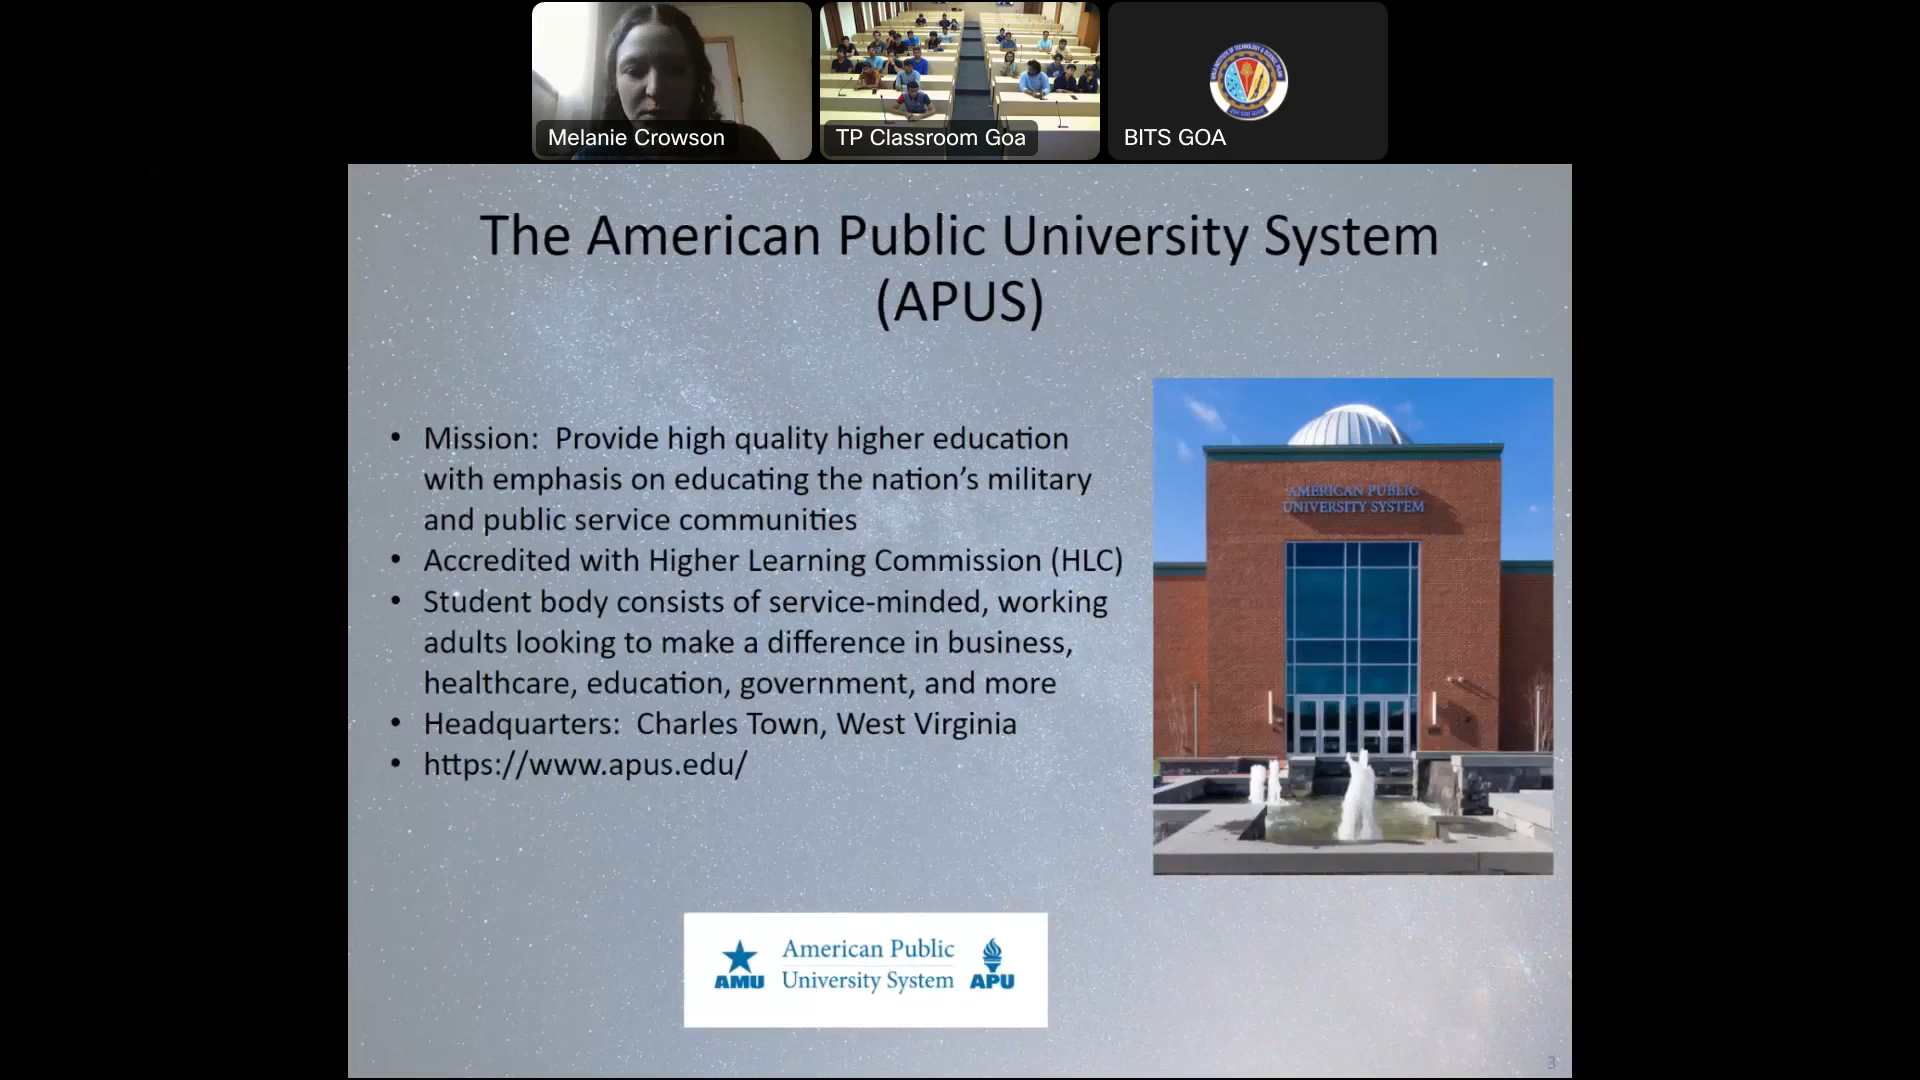 Melanie Crowson
TP Classroom Goa
BITS GOA
The American Public University System
(APUS)
• Mission:  Provide high quality higher education
with emphasis on educating the nation’s military
and public service communities
• Accredited with Higher Learning Commission (HLC)
• Student body consists of service-minded, working
adults looking to make a difference in business,
healthcare, education, government, and more
• Headquarters:  Charles Town, West Virginia
• https://www.apus.edu/
AMERICAN PUBLIC
UNIVERSITY SYSTEM
AMU
American Public
University System
APU
3